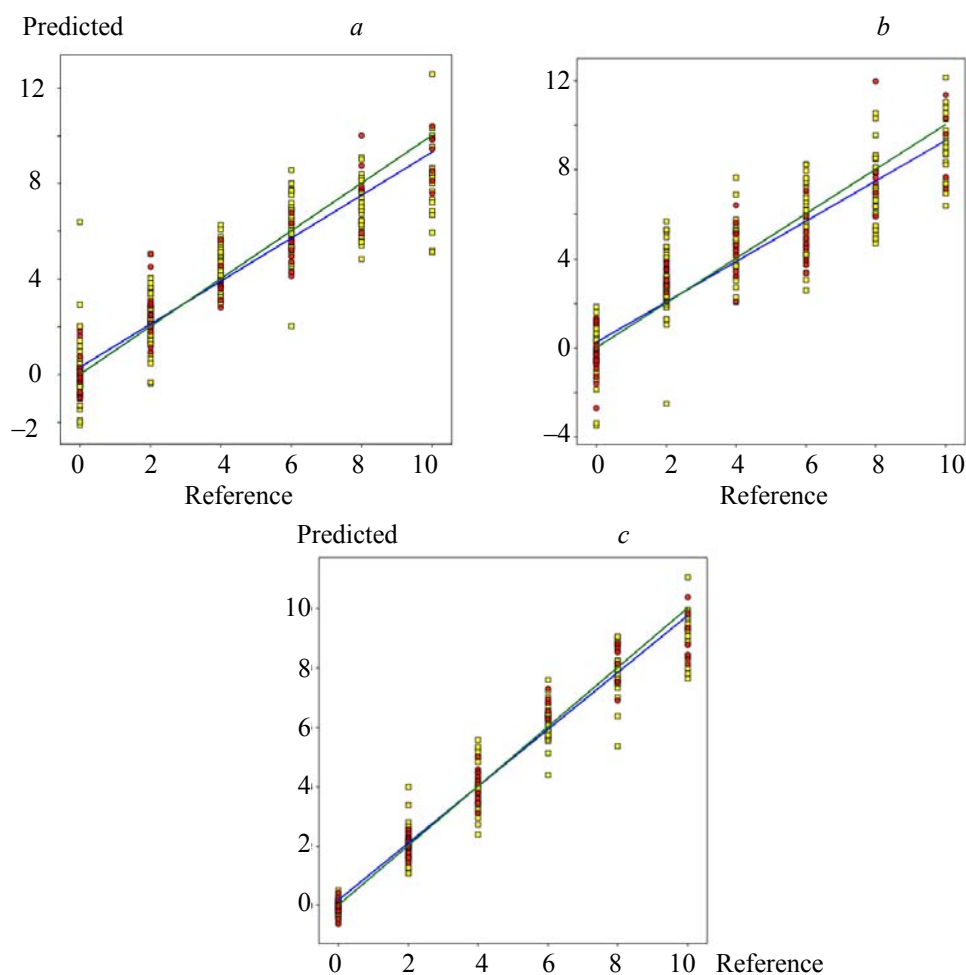 Predicted a b
12 12
8 8
4 4
0 0
–2 –4
0 2 4 6 8 10 0 2 4 6 8 10
Reference Reference
Predicted c
10
8
6
4
2
0
0 2 4 6 8 10 Reference